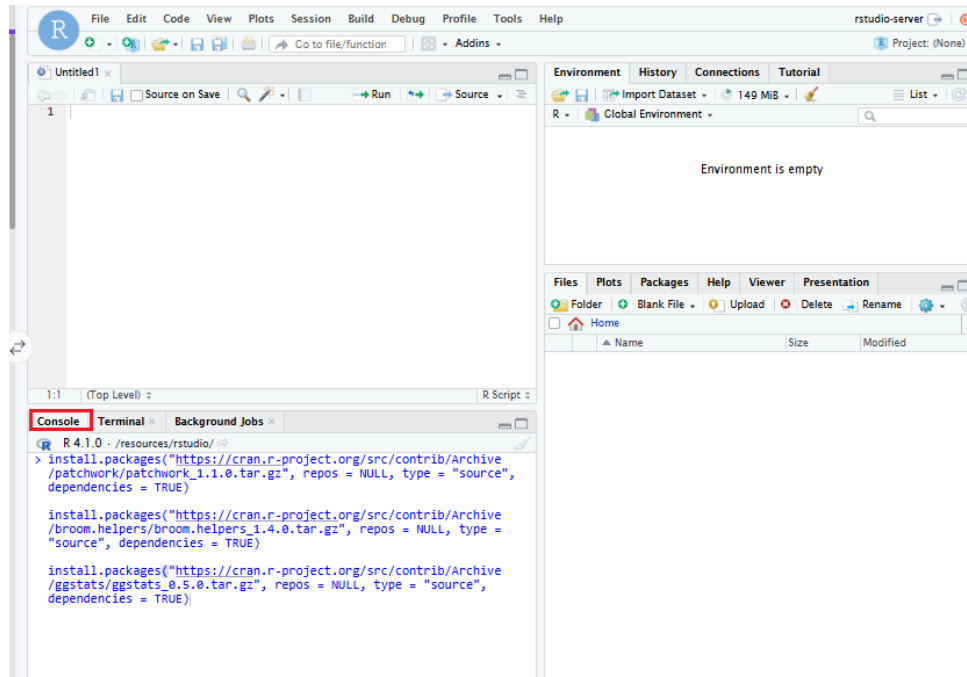 R
File Edit Code View Plots Session Build Debug Profile Tools Help
rstudio-server
Go to file/function
Addins
Project: (None)
Untitled1
Source on Save
Run
Source
1
1:1 (Top Level)
R Script
Console Terminal Background Jobs
R R 4.1.0 · /resources/rstudio/
> install.packages("https://cran.r-project.org/src/contrib/Archive
/patchwork/patchwork_1.1.0.tar.gz", repos = NULL, type = "source",
dependencies = TRUE)
install.packages("https://cran.r-project.org/src/contrib/Archive
/broom.helpers/broom.helpers_1.4.0.tar.gz", repos = NULL, type =
"source", dependencies = TRUE)
install.packages("https://cran.r-project.org/src/contrib/Archive
/ggstats/ggstats_0.5.0.tar.gz", repos = NULL, type = "source",
dependencies = TRUE)
Environment History Connections Tutorial
Import Dataset 149 MiB List
R Global Environment
Environment is empty
Files Plots Packages Help Viewer Presentation
Folder Blank File Upload Delete Rename
Home
Name Size Modified